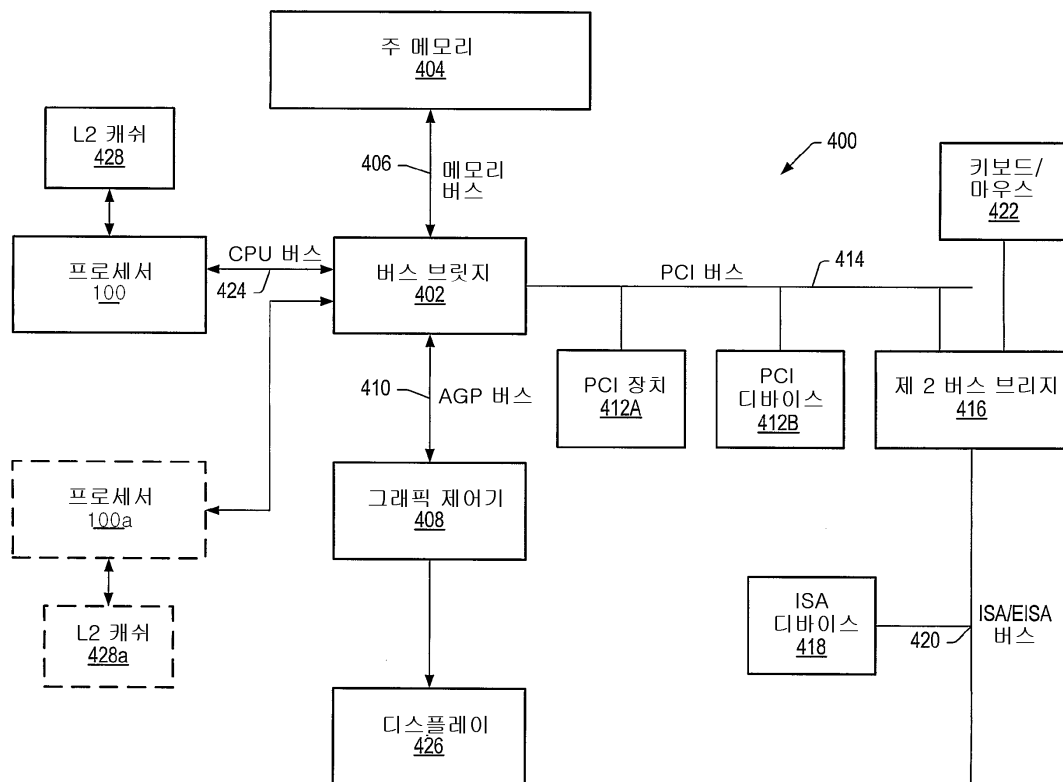 주 메모리
404
L2 캐쉬
428
406
메모리
버스
400
키보드/
마우스
422
프로세서
100
CPU 버스
424
버스 브릿지
402
PCI 버스
414
410
AGP 버스
PCI 장치
412A
PCI
디바이스
412B
제 2 버스 브리지
416
프로세서
100a
그래픽 제어기
408
L2 캐쉬
428a
ISA
디바이스
418
420
ISA/EISA
버스
디스플레이
426